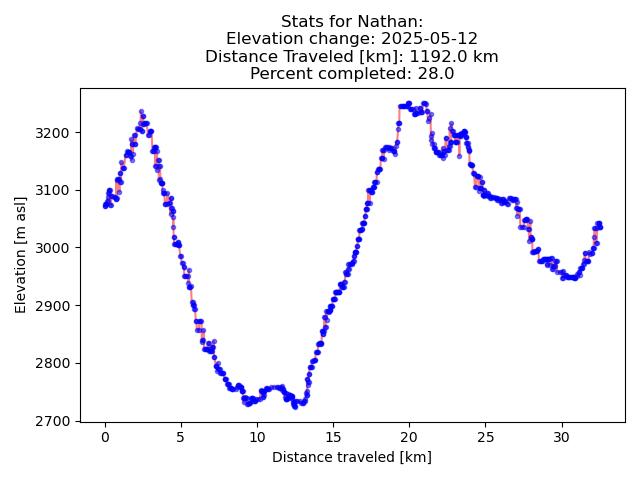 Stats for Nathan:
Elevation change: 2025-05-12
Distance Traveled [km]: 1192.0 km
Percent completed: 28.0
Elevation [m asl]
3200
3100
3000
2900
2800
2700
0 5 10 15 20 25 30
Distance traveled [km]